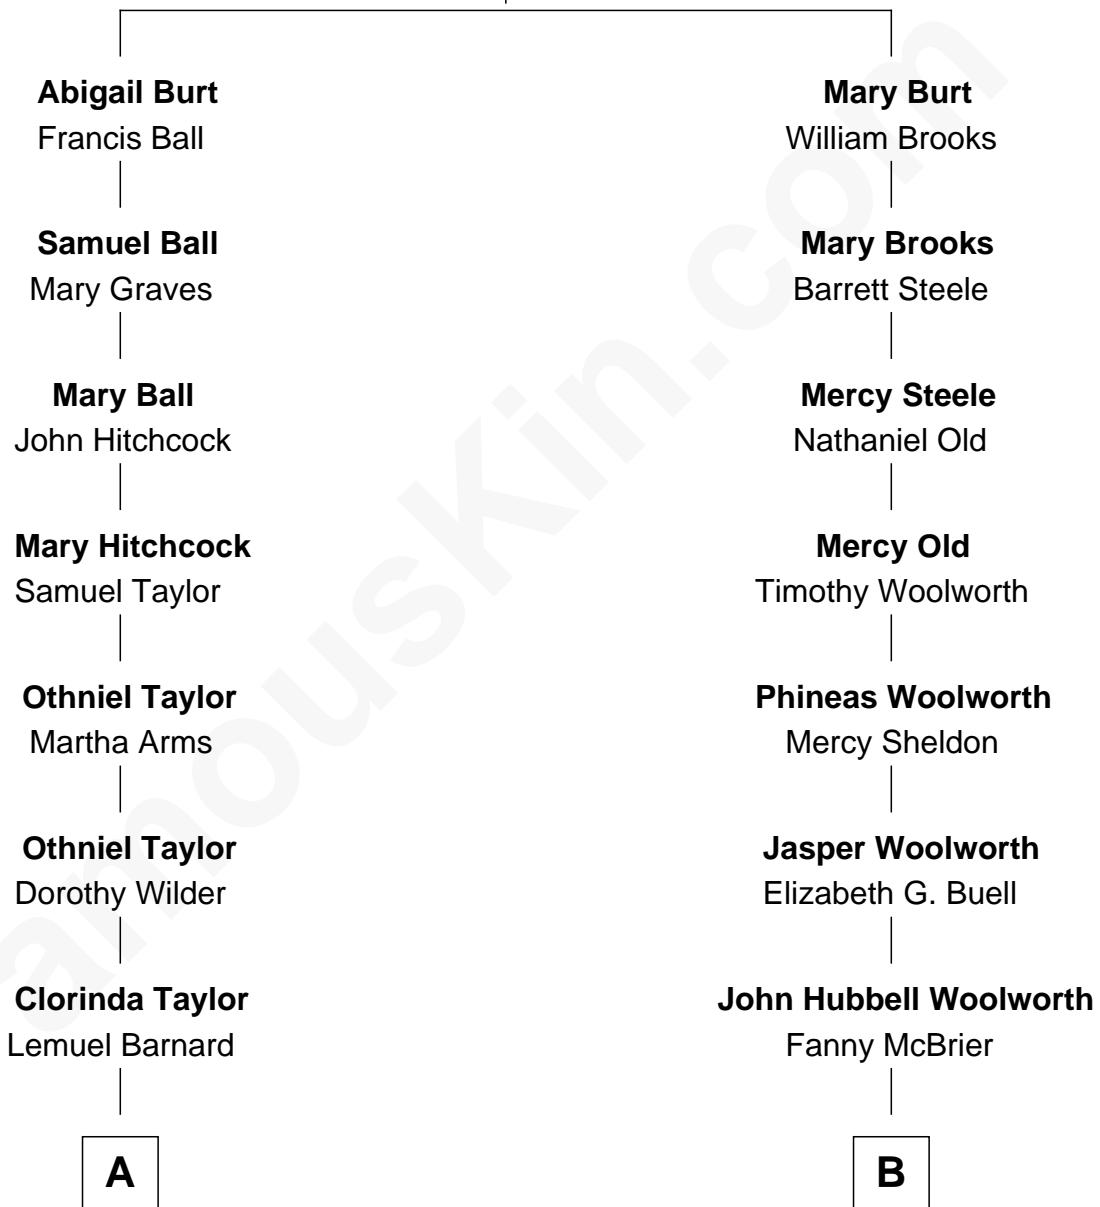 Abigail Burt
Francis Ball
Samuel Ball
Mary Graves
Mary Ball
John Hitchcock
Mary Hitchcock
Samuel Taylor
Othniel Taylor
Martha Arms
Othniel Taylor
Dorothy Wilder
Clorinda Taylor
Lemuel Barnard
A
Mary Burt
William Brooks
Mary Brooks
Barrett Steele
Mercy Steele
Nathaniel Old
Mercy Old
Timothy Woolworth
Phineas Woolworth
Mercy Sheldon
Jasper Woolworth
Elizabeth G. Buell
John Hubbell Woolworth
Fanny McBrier
B
amousKin.com